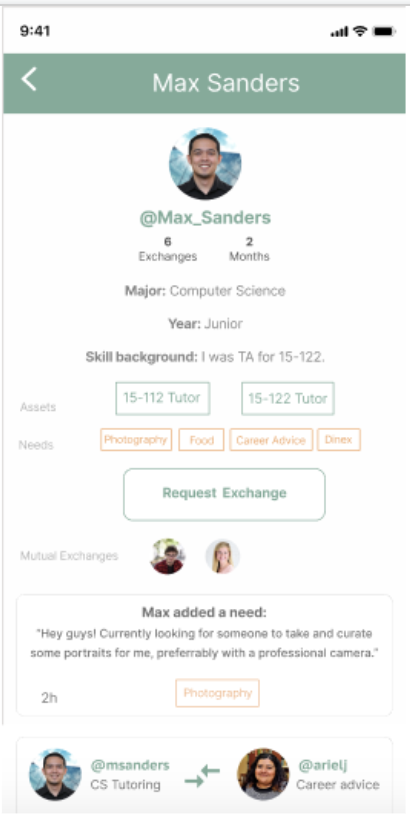 9:41
Max Sanders
@Max_Sanders
6 2
Exchanges Months
Major: Computer Science
Year: Junior
Skill background: I was TA for 15-122.
Assets 15-112 Tutor 15-122 Tutor
Needs Photography Food Career Advice Dinex
Request Exchange
Mutual Exchanges
Max added a need:
"Hey guys! Currently looking for someone to take and curate
some portraits for me, preferrably with a professional camera."
2h Photography
@msanders @arielj
CS Tutoring Career advice